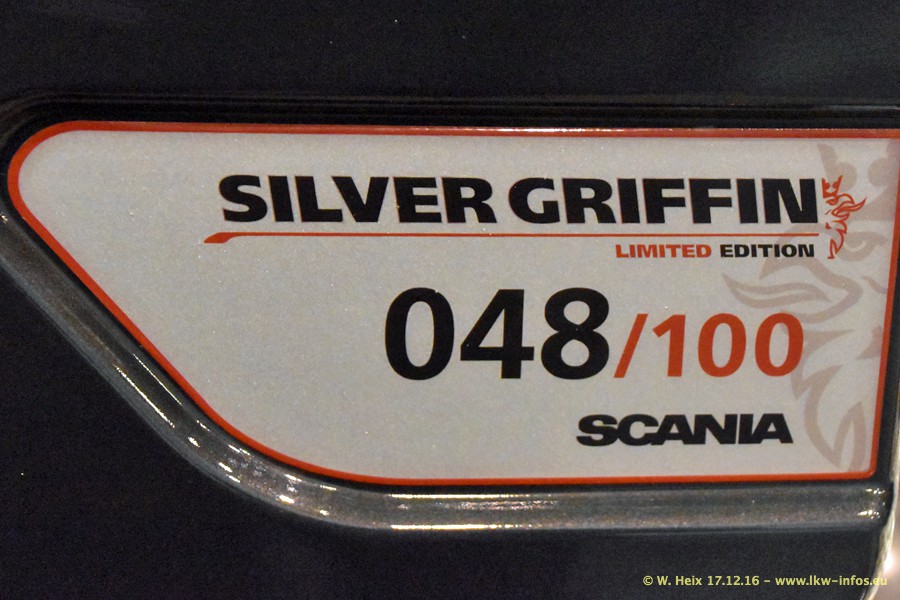 SILVER GRIFFIN
LIMITED EDITION
048/100
SCANIA
© W. Heix 17.12.16 – www.lkw-infos.eu